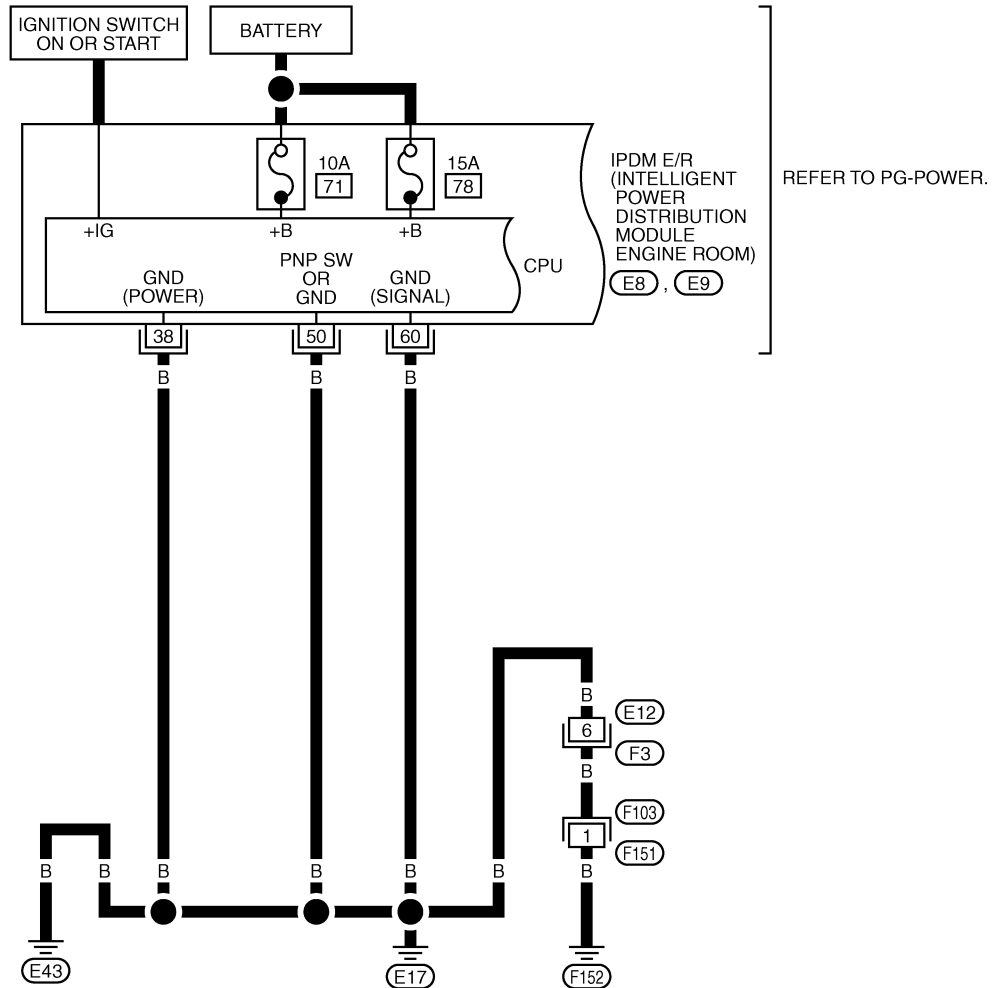 IGNITION SWITCH
ON OR START
BATTERY
10A
71
15A
78
IPDM E/R
(INTELLIGENT
POWER
DISTRIBUTION
MODULE
ENGINE ROOM)
E8 , E9
REFER TO PG-POWER.
+IG
+B
+B
CPU
GND
(POWER)
PNP SW
OR
GND
GND
(SIGNAL)
38
50
60
B
B
B
B
6
E12
F3
B
F103
1
F151
B
B
B
B
B
B
B
E43
E17
F152